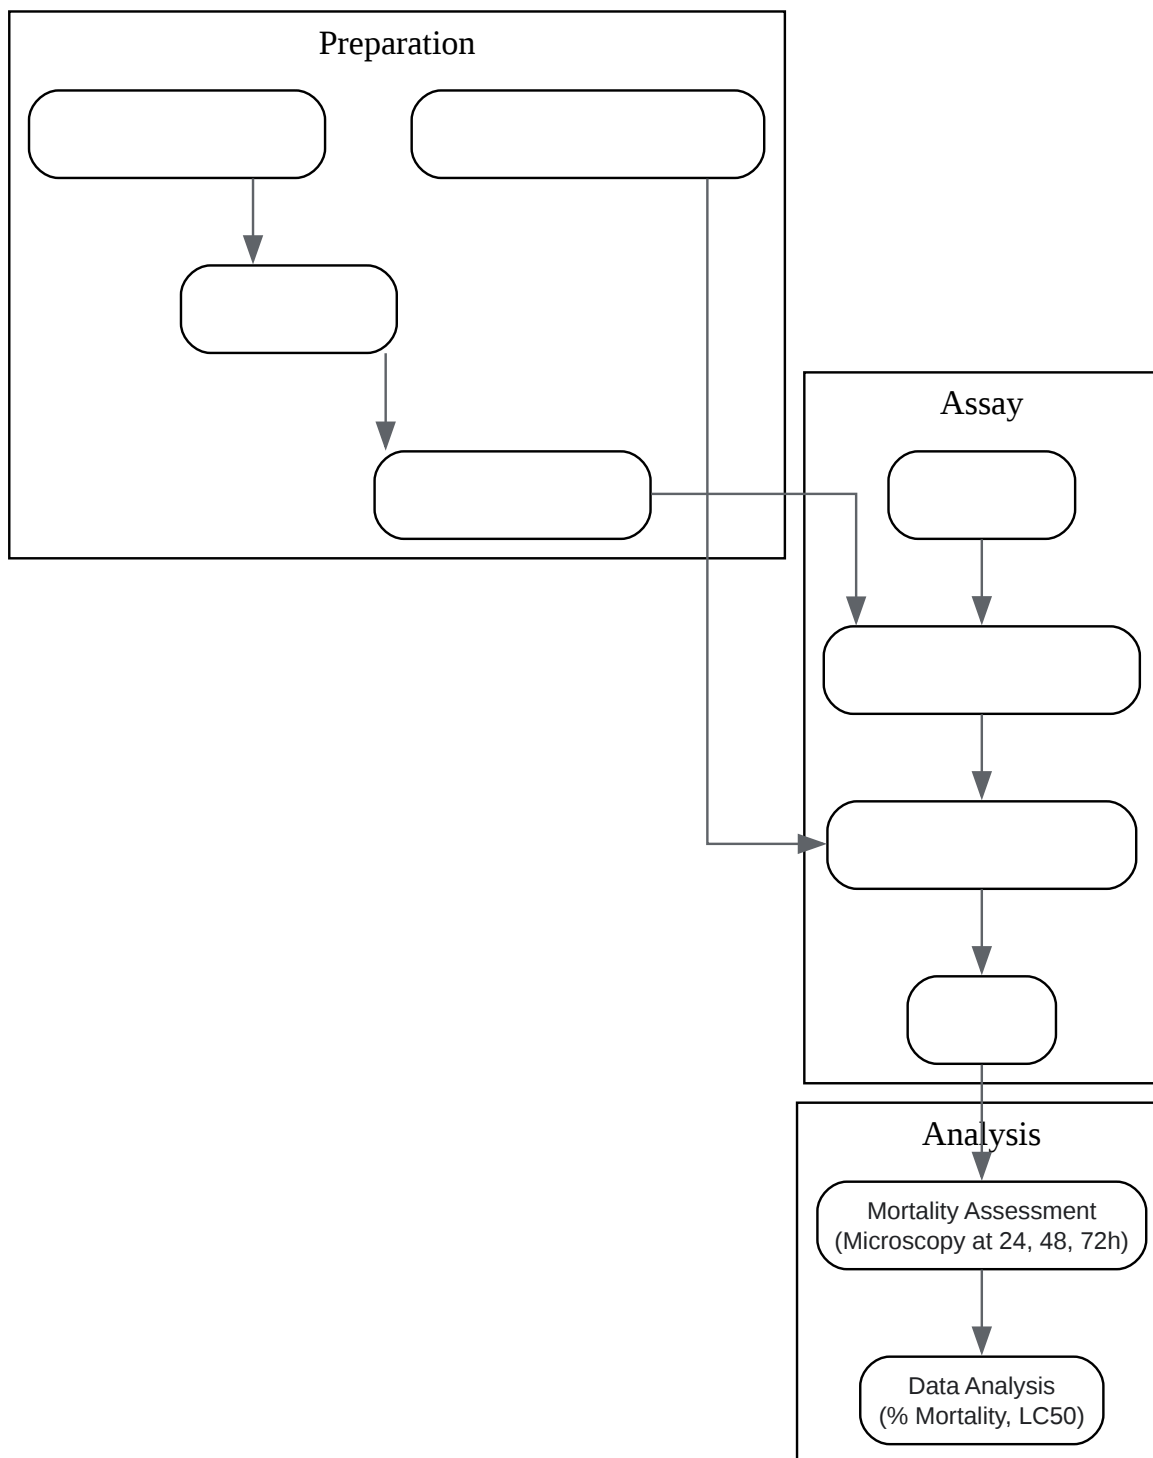 Preparation
Assay
Analysis
Mortality Assessment
(Microscopy at 24, 48, 72h)
Data Analysis
(% Mortality, LC50)